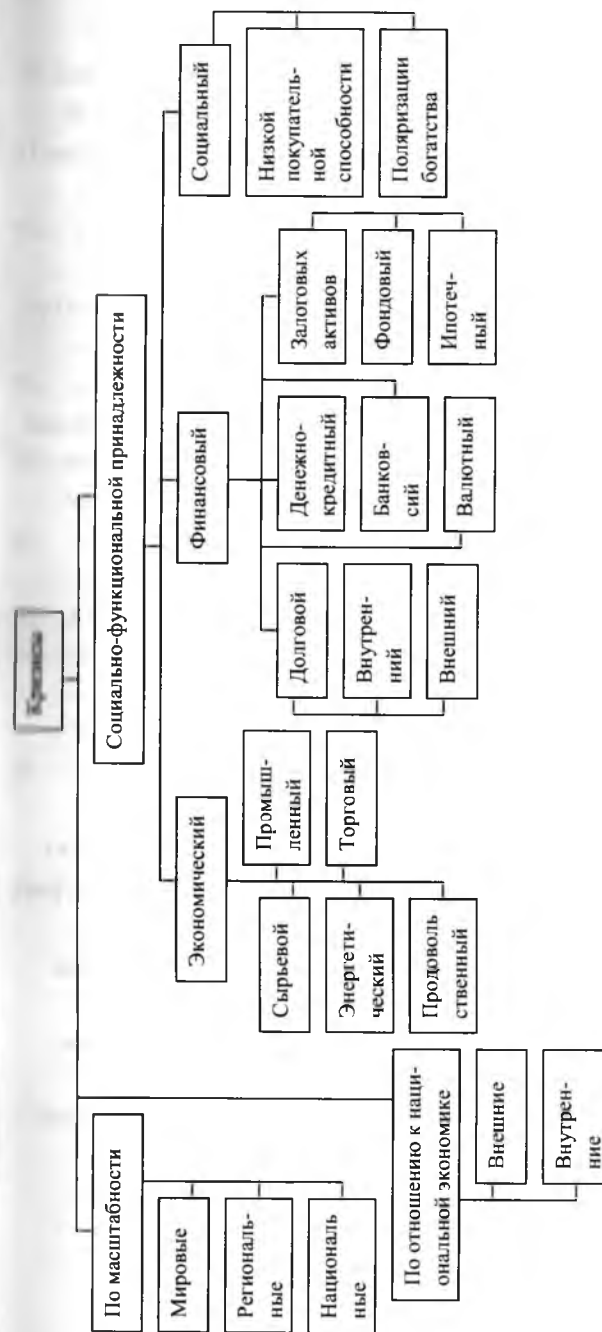 Кризисы
По масштабности
Мировые
Региональ-
ные
Националь
ные
По отношению к наци-
ональной экономике
Внешние
Внутрен-
ние
Социально-функциональной принадлежности
Экономический
Сырьевой
Промыш-
ленный
Энергети-
ческий
Торговый
Продоволь
ственный
Финансовый
Долговой
Внутрен-
ний
Внешний
Денежно-
кредитный
Банков-
сий
Валютный
Залоговых
активов
Фондовый
Ипотеч-
ный
Социальный
Низкой
покупатель-
ной
способности
Поляризации
богатства